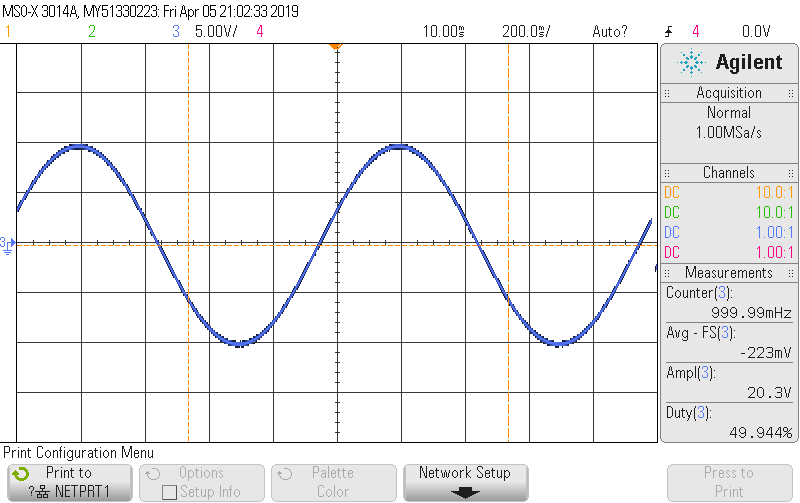 MSO-X 3014A, MY51330223: Fri Apr 05 21:02:33 2019
1 2 3 5.00V/ 4 10.00s 200.0s/ Auto? 4 0.0V
3
Agilent
Acquisition
Normal
1.00MSa/s
Channels
DC 10.0:1
DC 10.0:1
DC 1.00:1
DC 1.00:1
Measurements
Counter(3):
999.99mHz
Avg - FS(3):
-223mV
Ampl(3):
20.3V
Duty(3):
49.944%
Print Configuration Menu
Print to
? NETPRT1
Options
Setup Info
Palette
Color
Network Setup
Press to
Print